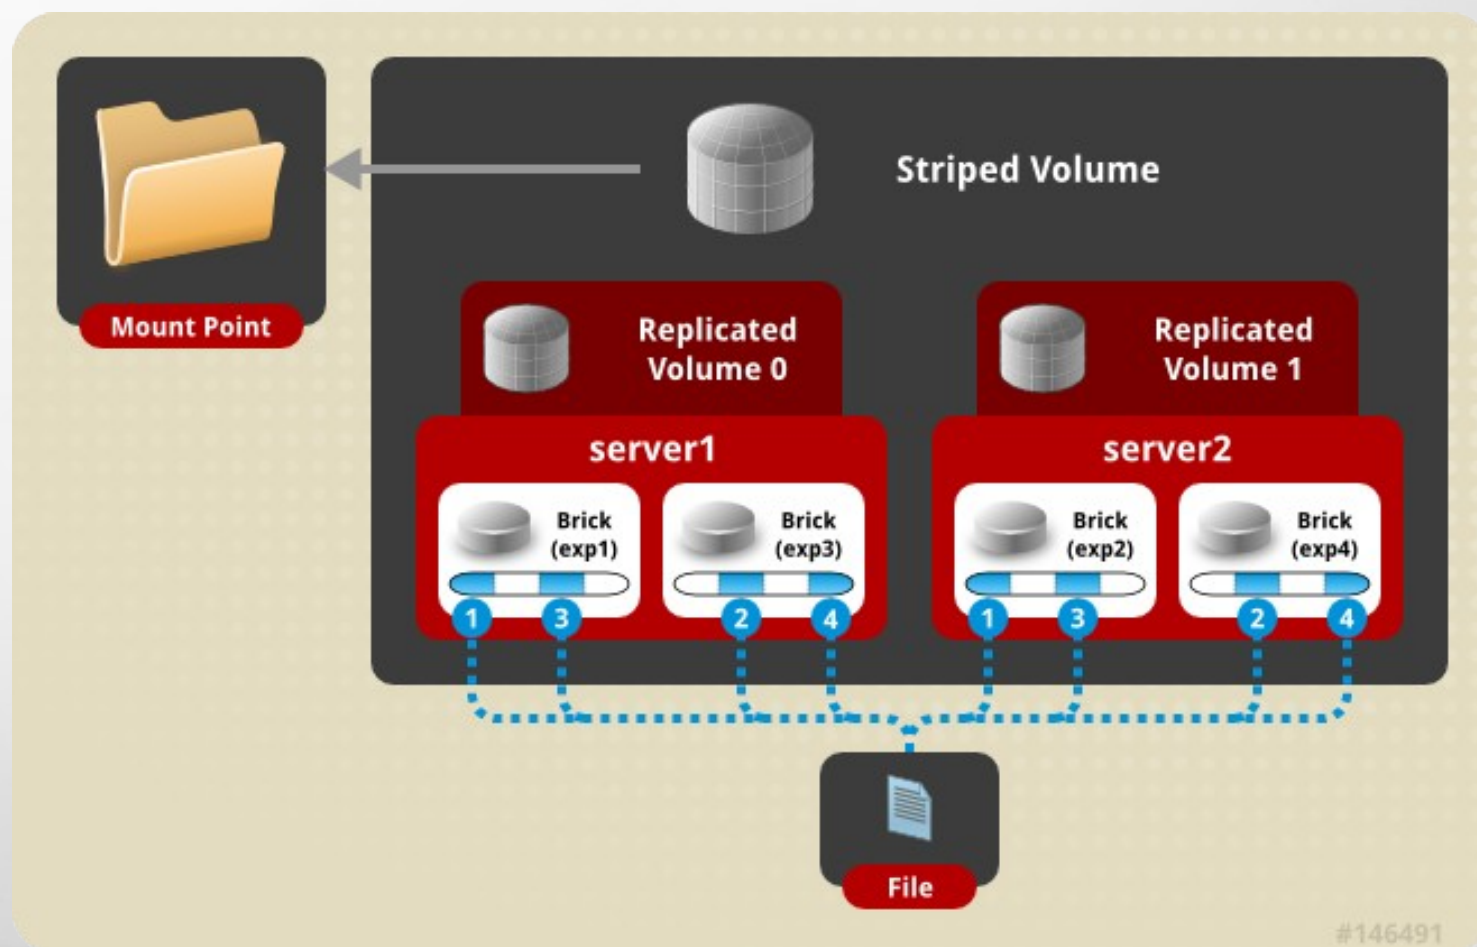 Striped Volume
Mount Point
Replicated
Volume 0
Replicated
Volume 1
server1
server2
Brick
(exp1)
Brick
(exp3)
Brick
(exp2)
Brick
(exp4)
1
3
2
4
1
3
2
4
File
#146491